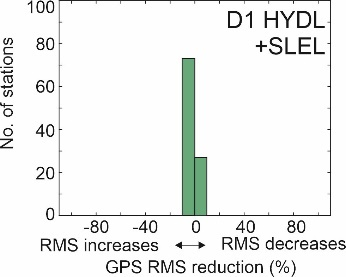 100
80
60
40
20
0
No. of stations
D1 HYDL
+SLEL
-80 -40 0 40 80
RMS increases RMS decreases
GPS RMS reduction (%)